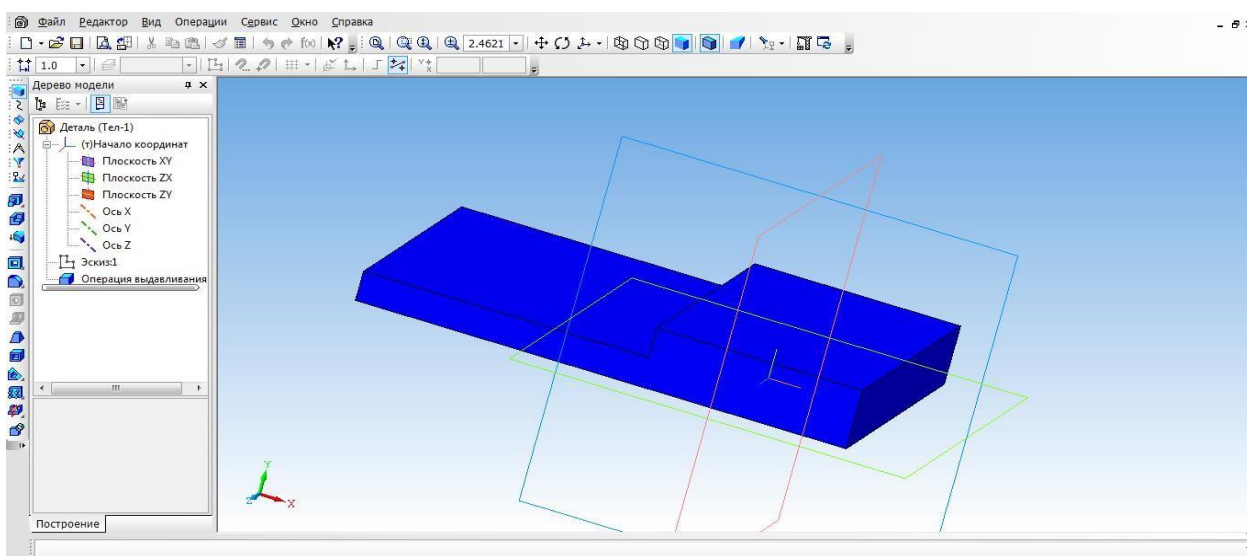 Файл Редактор Вид Операции Сервис Окно Справка
2.4621
1.0
Дерево модели
Деталь (Тел-1)
(т)Начало координат
Плоскость XY
Плоскость ZX
Плоскость ZY
Ось X
Ось Y
Ось Z
Эскиз:1
Операция выдавливания
Y
Z X
Построение